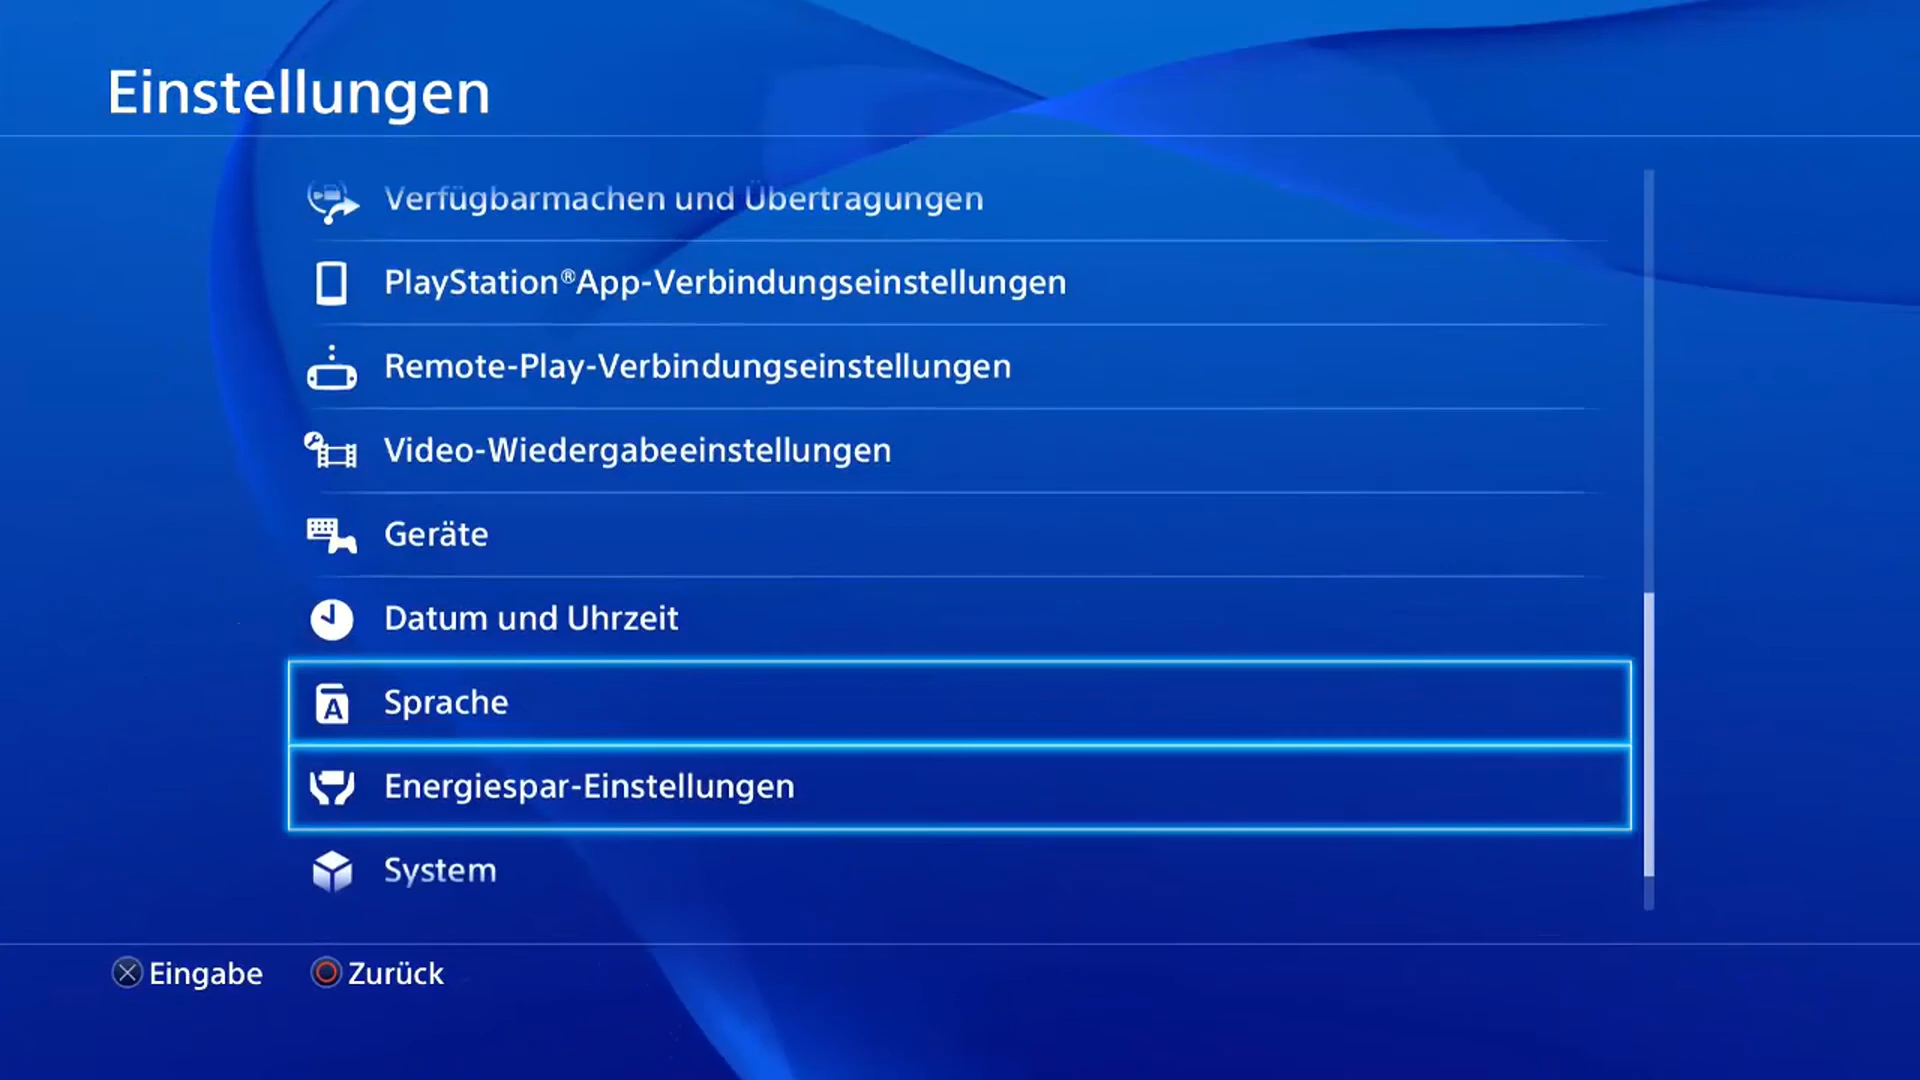 Einstellungen
Verfügbarmachen und Übertragungen
PlayStation®App-Verbindungseinstellungen
Remote-Play-Verbindungseinstellungen
Video-Wiedergabeeinstellungen
Geräte
Datum und Uhrzeit
Sprache
Energiespar-Einstellungen
System
Eingabe Zurück